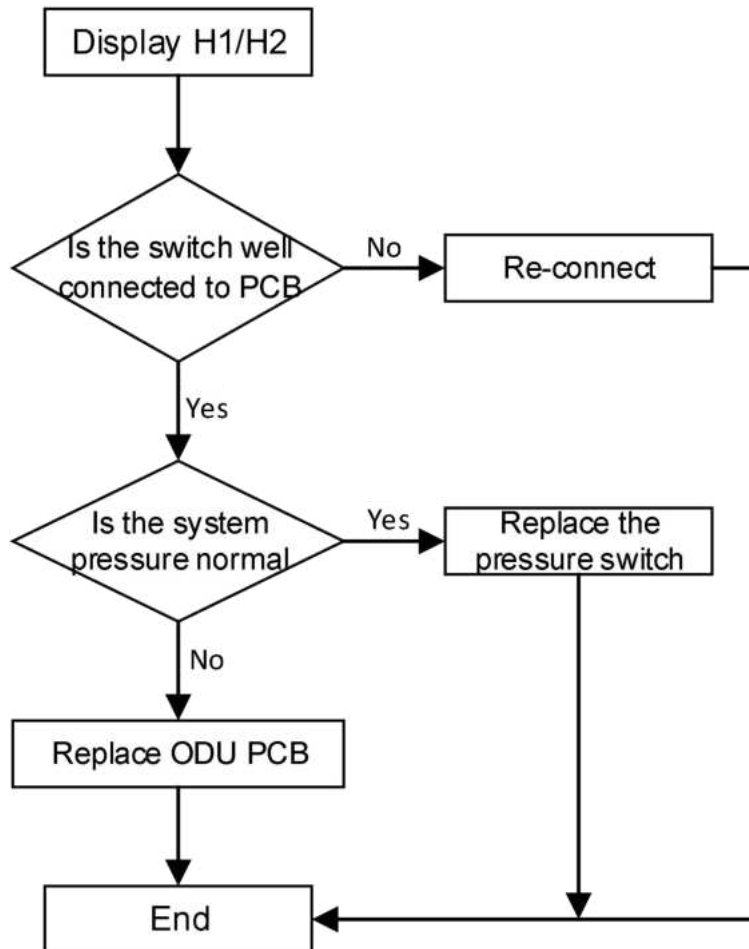 Display H1/H2
Is the switch well
connected to PCB
No
Re-connect
Yes
Is the system
pressure normal
Yes
Replace the
pressure switch
No
Replace ODU PCB
End